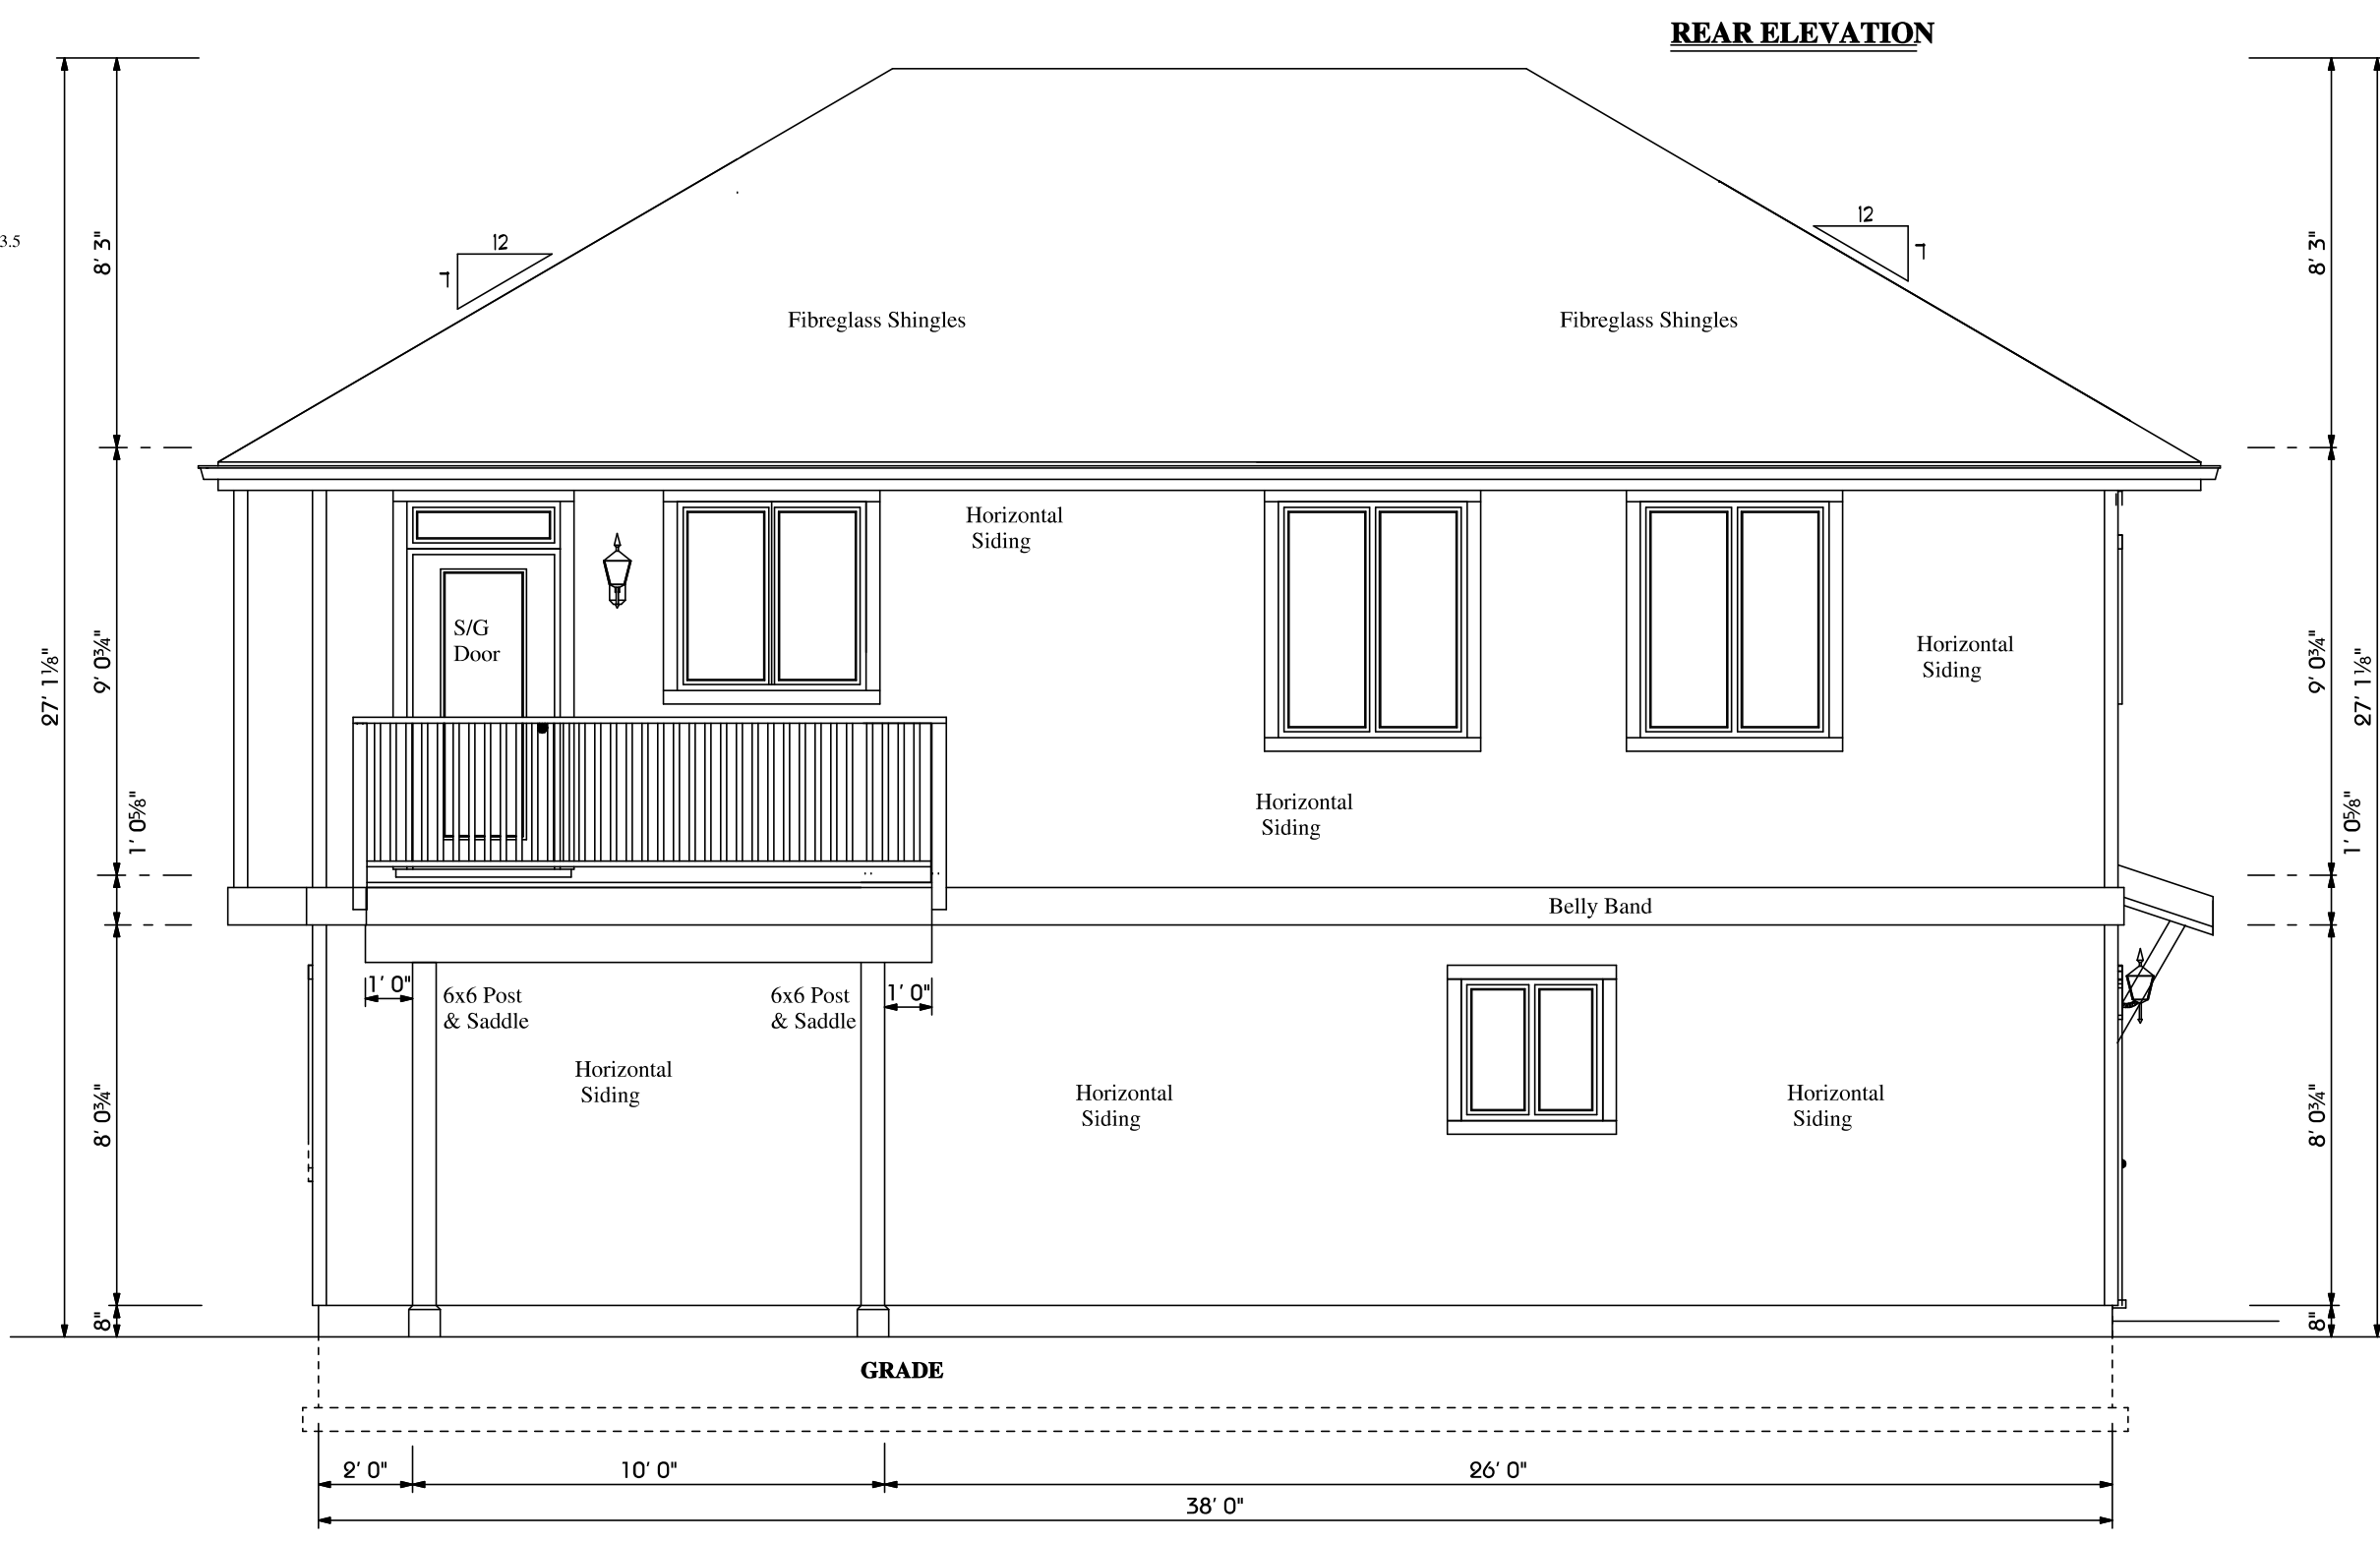 REAR ELEVATION
3.5
12
7
12
7
8' 3"
8' 3"
Fibreglass Shingles
Fibreglass Shingles
Horizontal
Siding
S/G
Door
Horizontal
Siding
9' 0¾"
9' 0¾"
27' 1⅛"
27' 1⅛"
Horizontal
Siding
1' 0⅝"
1' 0⅝"
Belly Band
1' 0"
6x6 Post
& Saddle
6x6 Post
& Saddle
1' 0"
Horizontal
Siding
Horizontal
Siding
Horizontal
Siding
8' 0¾"
8' 0¾"
8"
8"
GRADE
2' 0"
10' 0"
26' 0"
38' 0"